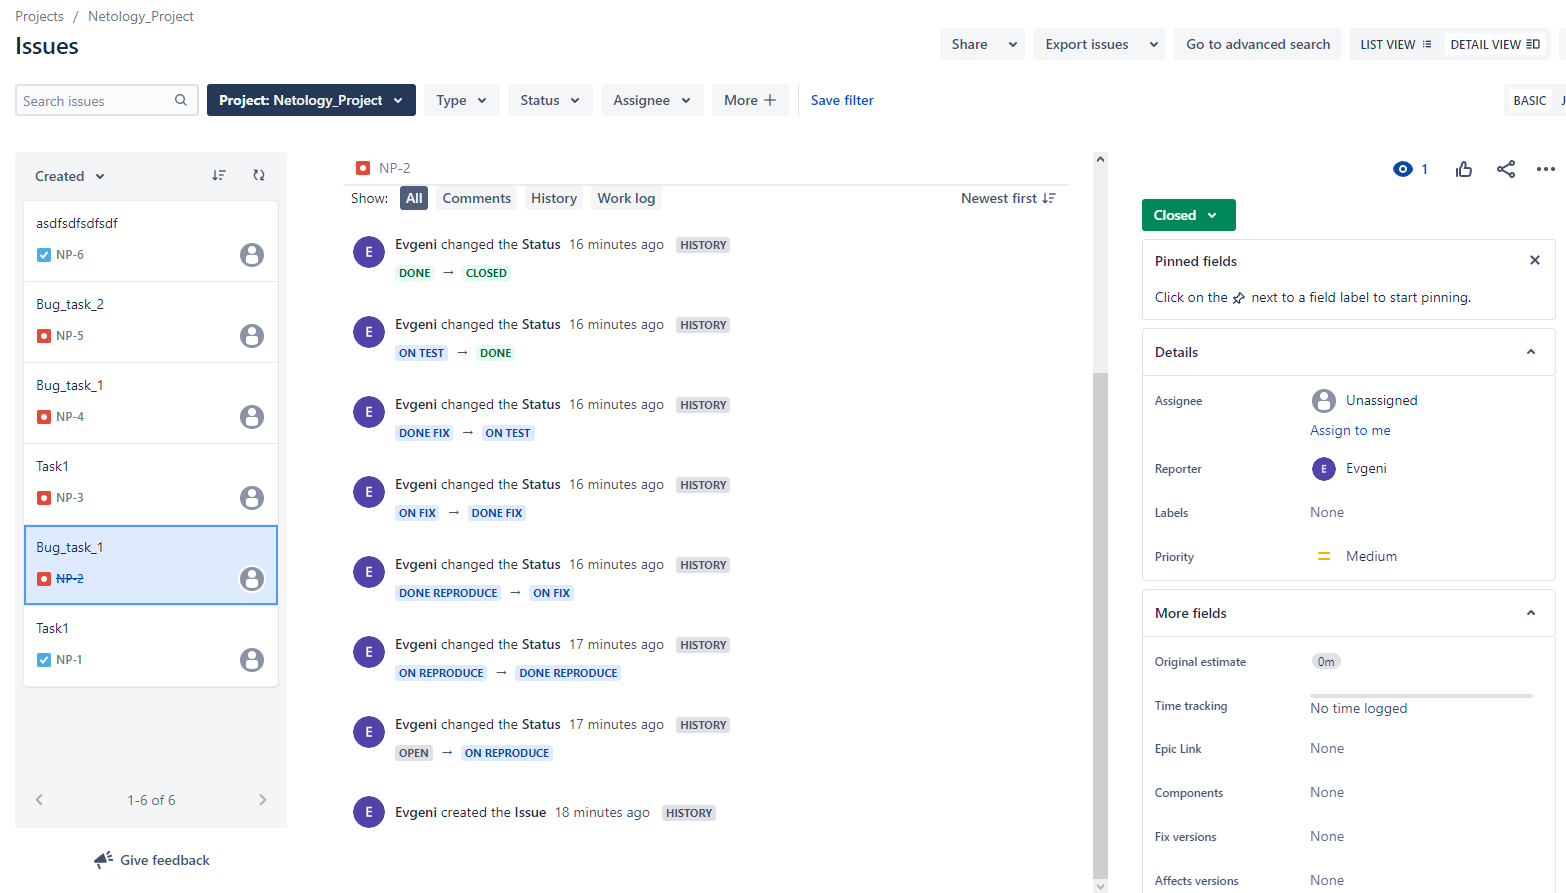 Projects / Netology_Project
Issues
Share
Export issues
Go to advanced search
LIST VIEW
DETAIL VIEW
Search issues
Project: Netology_Project
Type
Status
Assignee
More
Save filter
BASIC
Created
asdfsdfsdfsdf
NP-6
Bug_task_2
NP-5
Bug_task_1
NP-4
Task1
NP-3
Bug_task_1
NP-2
Task1
NP-1
1-6 of 6
Give feedback
NP-2
Show: All Comments History Work log Newest first
E Evgeni changed the Status 16 minutes ago HISTORY
DONE → CLOSED
E Evgeni changed the Status 16 minutes ago HISTORY
ON TEST → DONE
E Evgeni changed the Status 16 minutes ago HISTORY
DONE FIX → ON TEST
E Evgeni changed the Status 16 minutes ago HISTORY
ON FIX → DONE FIX
E Evgeni changed the Status 16 minutes ago HISTORY
DONE REPRODUCE → ON FIX
E Evgeni changed the Status 17 minutes ago HISTORY
ON REPRODUCE → DONE REPRODUCE
E Evgeni changed the Status 17 minutes ago HISTORY
OPEN → ON REPRODUCE
E Evgeni created the Issue 18 minutes ago HISTORY
1
Closed
Pinned fields
Click on the next to a field label to start pinning.
Details
Assignee Unassigned
Assign to me
Reporter E Evgeni
Labels None
Priority Medium
More fields
Original estimate 0m
Time tracking No time logged
Epic Link None
Components None
Fix versions None
Affects versions None